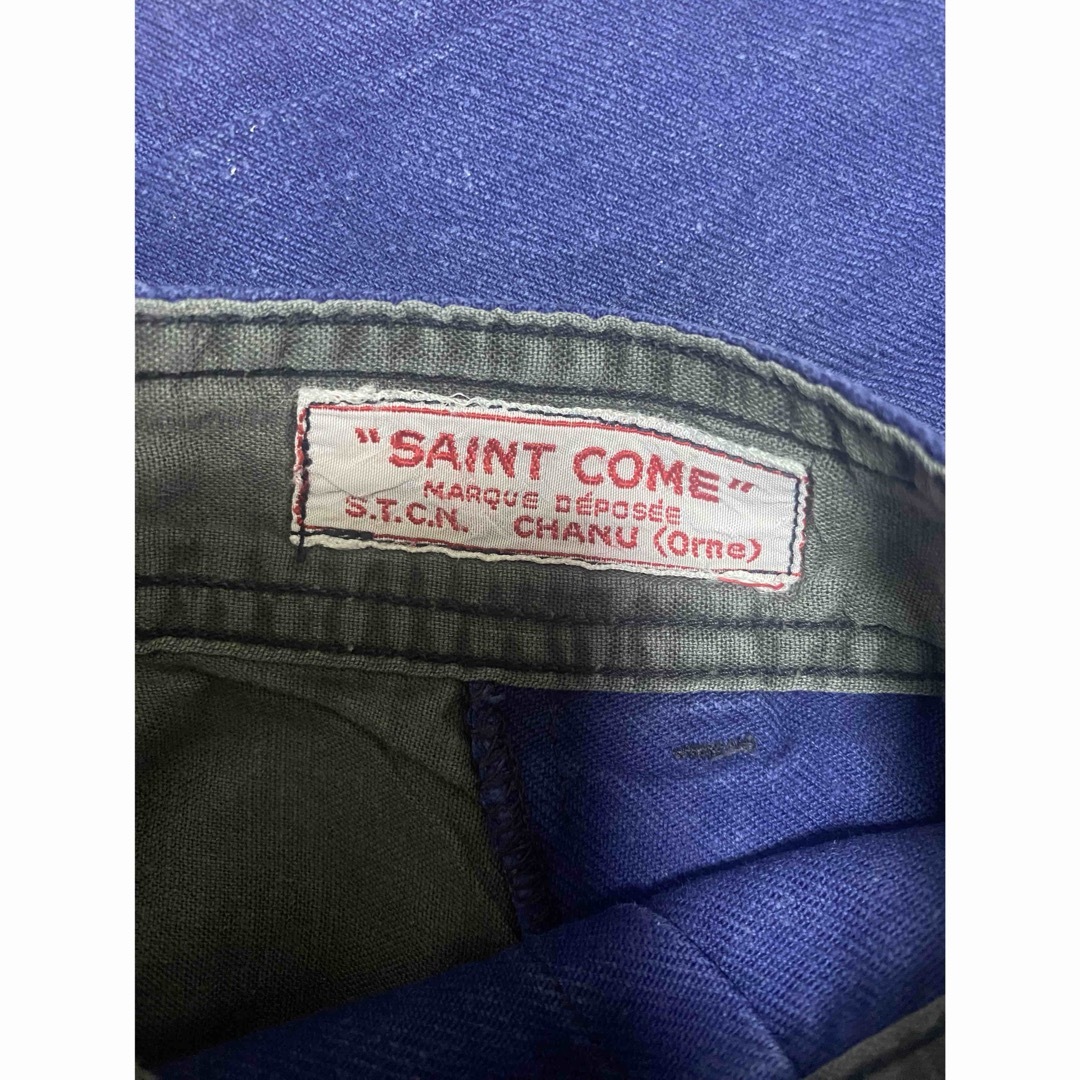 "SAINT COME"
MARQUE DÉPOSÉE
S.T.C.N. CHANU (Orne)